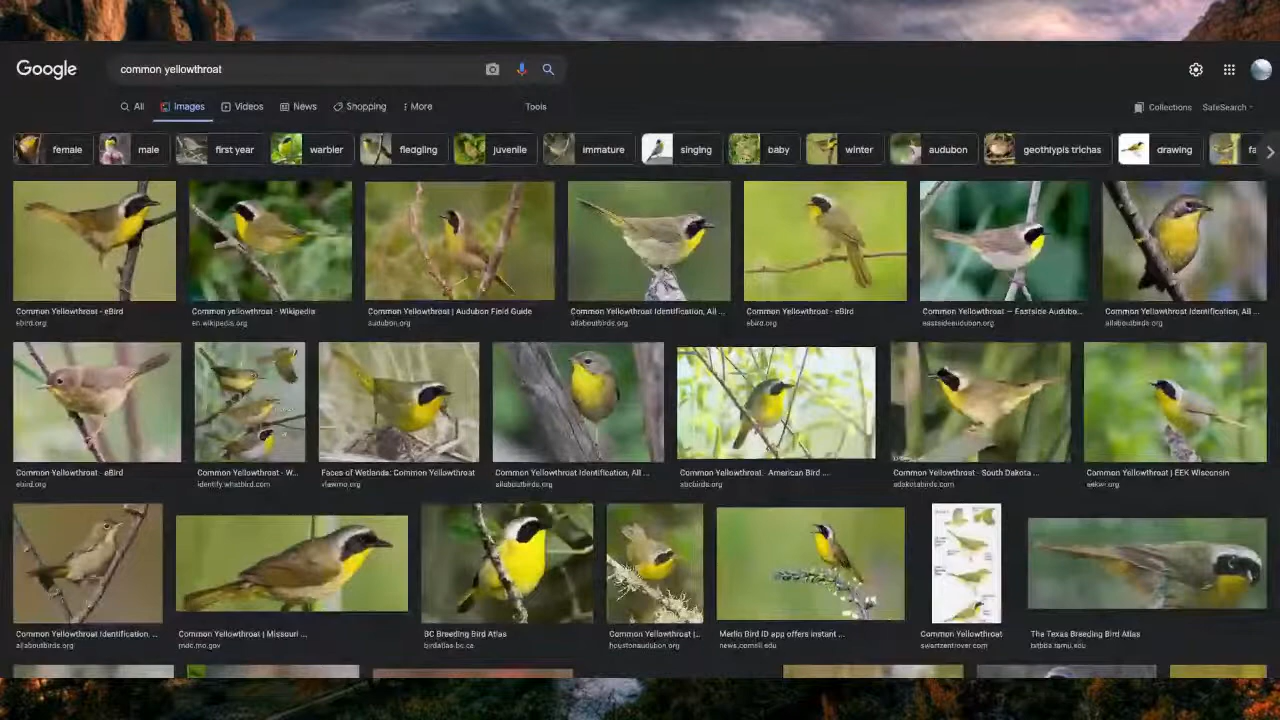 Google
common yellowthroat
All Images Videos News Shopping More Tools
Collections SafeSearch
female male first year warbler fledgling juvenile immature singing baby winter audubon geothlypis trichas drawing fa
Common Yellowthroat - eBird
ebird.org
Common yellowthroat - Wikipedia
en.wikipedia.org
Common Yellowthroat | Audubon Field Guide
audubon.org
Common Yellowthroat Identification, All ...
allaboutbirds.org
Common Yellowthroat - eBird
ebird.org
Common Yellowthroat — Eastside Audubo...
eastsideaudubon.org
Common Yellowthroat Identification, All ...
allaboutbirds.org
Common Yellowthroat - eBird
ebird.org
Common Yellowthroat - W...
identify.whatbird.com
Faces of Wetlands: Common Yellowthroat
Common Yellowthroat Identification, All ...
allaboutbirds.org
Common Yellowthroat - American Bird ...
abcbirds.org
Common Yellowthroat - South Dakota ...
sdakotabirds.com
Common Yellowthroat | EEK Wisconsin
eekwi.org
Common Yellowthroat Identification, ...
allaboutbirds.org
Common Yellowthroat | Missouri ...
mdc.mo.gov
BC Breeding Bird Atlas
birdatlas.bc.ca
Common Yellowthroat |...
houstonaudubon.org
Merlin Bird ID app offers instant ...
news.cornell.edu
Common Yellowthroat
swartzentrover.com
The Texas Breeding Bird Atlas
txtbba.tamu.edu